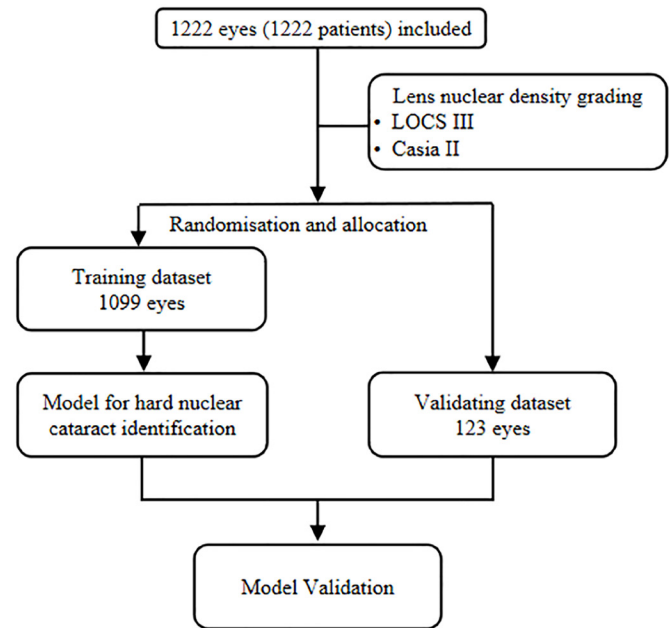 1222 eyes (1222 patients) included
Lens nuclear density grading
• LOCS III
• Casia II
Randomisation and allocation
Training dataset
1099 eyes
Model for hard nuclear
cataract identification
Validating dataset
123 eyes
Model Validation